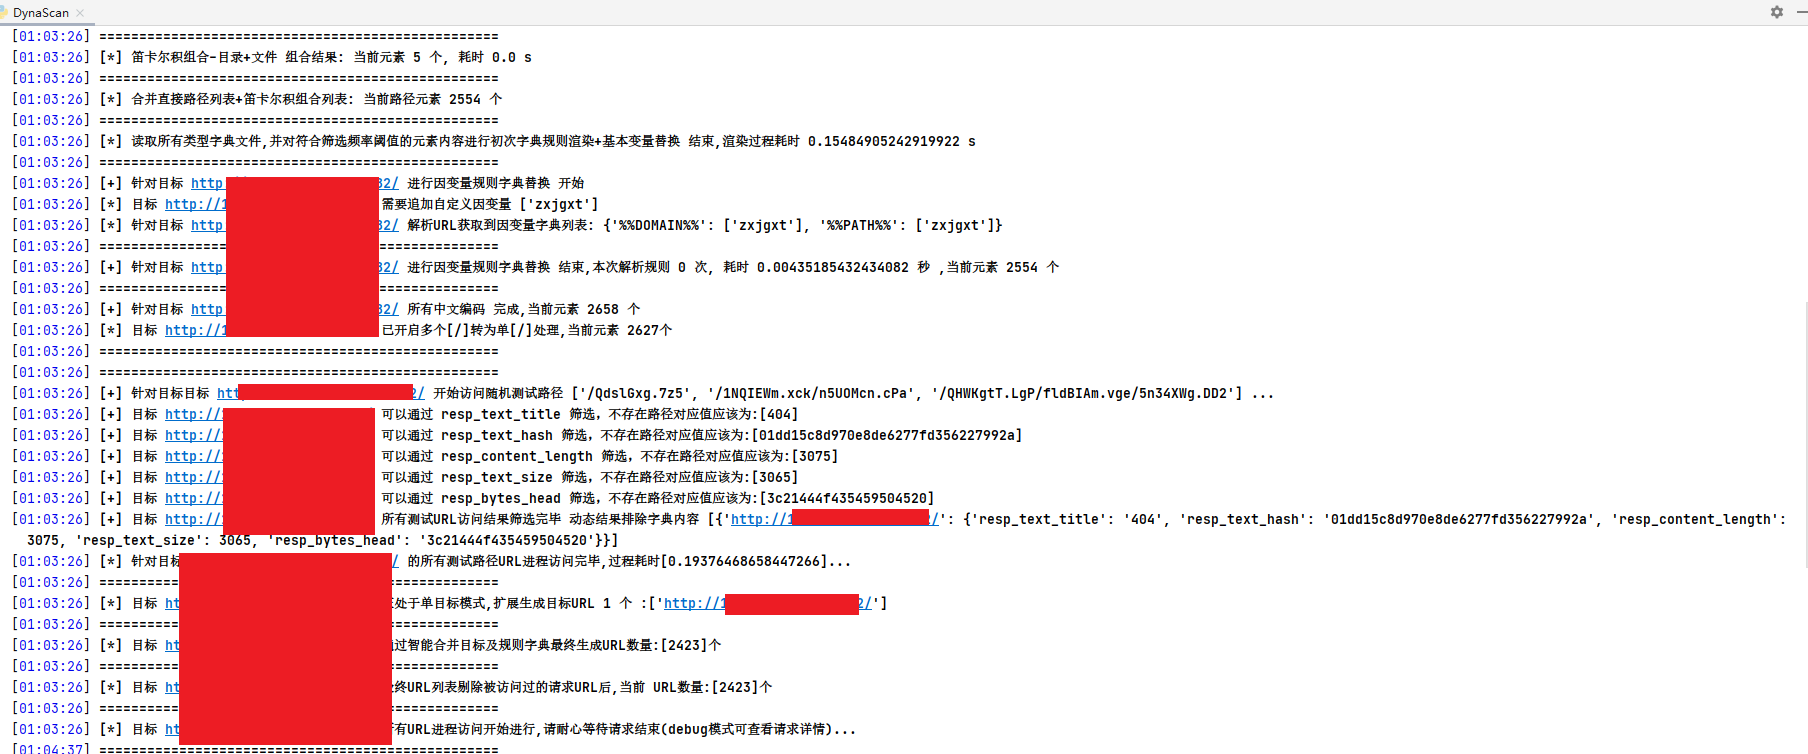 DynaScan
[01:03:26] ==================================================
[01:03:26] [*] 笛卡尔积组合-目录+文件 组合结果: 当前元素 5 个, 耗时 0.0 s
[01:03:26] ==================================================
[01:03:26] [*] 合并直接路径列表+笛卡尔积组合列表: 当前路径元素 2554 个
[01:03:26] ==================================================
[01:03:26] [*] 读取所有类型字典文件,并对符合筛选频率阈值的元素内容进行初次字典规则渲染+基本变量替换 结束,渲染过程耗时 0.15484905242919922 s
[01:03:26] ==================================================
[01:03:26] [+] 针对目标 http 32/ 进行因变量规则字典替换 开始
[01:03:26] [*] 目标 http://1 需要追加自定义因变量 ['zxjgxt']
[01:03:26] [*] 针对目标 http 32/ 解析URL获取到因变量字典列表: {'%%DOMAIN%%': ['zxjgxt'], '%%PATH%%': ['zxjgxt']}
[01:03:26] ==================================================
[01:03:26] [+] 针对目标 http 32/ 进行因变量规则字典替换 结束,本次解析规则 0 次, 耗时 0.00435185432434082 秒 ,当前元素 2554 个
[01:03:26] ==================================================
[01:03:26] [+] 针对目标 http 32/ 所有中文编码 完成,当前元素 2658 个
[01:03:26] [*] 目标 http://1 已开启多个[/]转为单[/]处理,当前元素 2627个
[01:03:26] ==================================================
[01:03:26] ==================================================
[01:03:26] [+] 针对目标目标 htt 2/ 开始访问随机测试路径 ['/QdslGxg.7z5', '/1NQIEWm.xck/n5UOMcn.cPa', '/QHWKgtT.LgP/fldBIAm.vge/5n34XWg.DD2'] ...
[01:03:26] [+] 目标 http:// 可以通过 resp_text_title 筛选, 不存在路径对应值应该为:[404]
[01:03:26] [+] 目标 http:// 可以通过 resp_text_hash 筛选, 不存在路径对应值应该为:[01dd15c8d970e8de6277fd356227992a]
[01:03:26] [+] 目标 http:// 可以通过 resp_content_length 筛选, 不存在路径对应值应该为:[3075]
[01:03:26] [+] 目标 http:// 可以通过 resp_text_size 筛选, 不存在路径对应值应该为:[3065]
[01:03:26] [+] 目标 http:// 可以通过 resp_bytes_head 筛选, 不存在路径对应值应该为:[3c21444f435459504520]
[01:03:26] [+] 目标 http:// 所有测试URL访问结果筛选完毕 动态结果排除字典内容 [{'http://1 /': {'resp_text_title': '404', 'resp_text_hash': '01dd15c8d970e8de6277fd356227992a', 'resp_content_length':
3075, 'resp_text_size': 3065, 'resp_bytes_head': '3c21444f435459504520'}}]
[01:03:26] [*] 针对目标 / 的所有测试路径URL进程访问完毕,过程耗时[0.19376468658447266]...
[01:03:26] ==================================================
[01:03:26] [*] 目标 ht 处于单目标模式,扩展生成目标URL 1 个 :['http://1 2/']
[01:03:26] ==================================================
[01:03:26] [*] 目标 ht 过智能合并目标及规则字典最终生成URL数量:[2423]个
[01:03:26] ==================================================
[01:03:26] [*] 目标 ht 终URL列表剔除被访问过的请求URL后,当前 URL数量:[2423]个
[01:03:26] ==================================================
[01:03:26] [*] 目标 ht 有URL进程访问开始进行,请耐心等待请求结束(debug模式可查看请求详情)...
[01:04:37] ==================================================